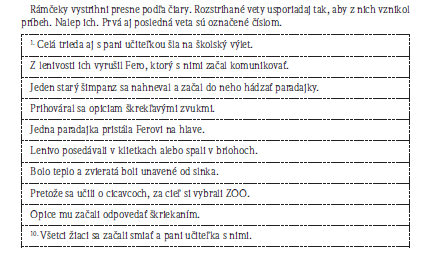 Rámčeky vystrihni presne podľa čiary. Rozstrihané vety usporiadaj tak, aby z nich vznikol
príbeh. Nalep ich. Prvá aj posledná veta sú označené číslom.
1. Celá trieda aj s pani učiteľkou šla na školský výlet.
Z lenivosti ich vyrušil Fero, ktorý s nimi začal komunikovať.
Jeden starý šimpanz sa nahneval a začal do neho hádzať paradajky.
Prihováral sa opiciam škrekľavými zvukmi.
Jedna paradajka pristála Ferovi na hlave.
Lenivo posedávali v klietkach alebo spali v brlohoch.
Bolo teplo a zvieratá boli unavené od slnka.
Pretože sa učili o cicavcoch, za cieľ si vybrali ZOO.
Opice mu začali odpovedať škriekaním.
10. Všetci žiaci sa začali smiať a pani učiteľka s nimi.